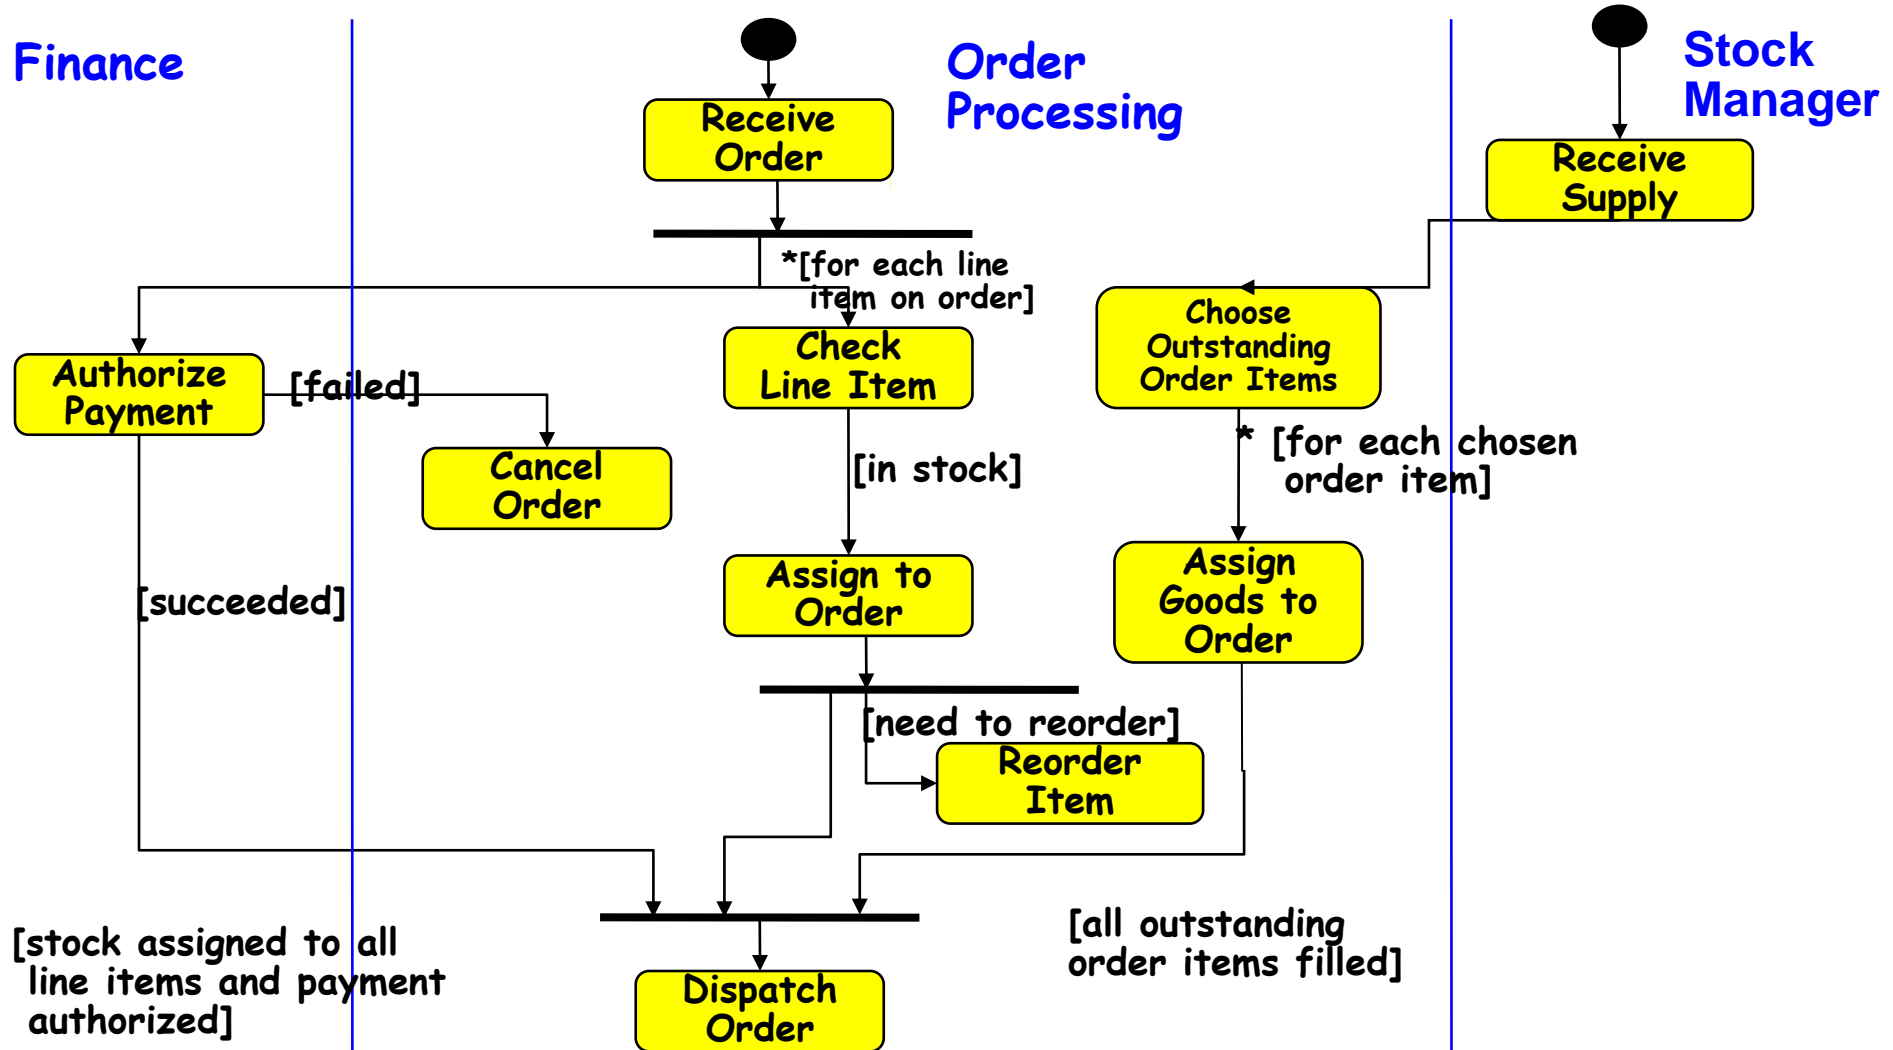 Finance
Order
Processing
Stock
Manager
Receive
Order
Receive
Supply
*[for each line
item on order]
Choose
Outstanding
Order Items
Check
Line Item
Authorize
Payment
[failed]
* [for each chosen
order item]
Cancel
Order
[in stock]
Assign to
Order
Assign
Goods to
Order
[succeeded]
[need to reorder]
Reorder
Item
[stock assigned to all
line items and payment
authorized]
[all outstanding
order items filled]
Dispatch
Order